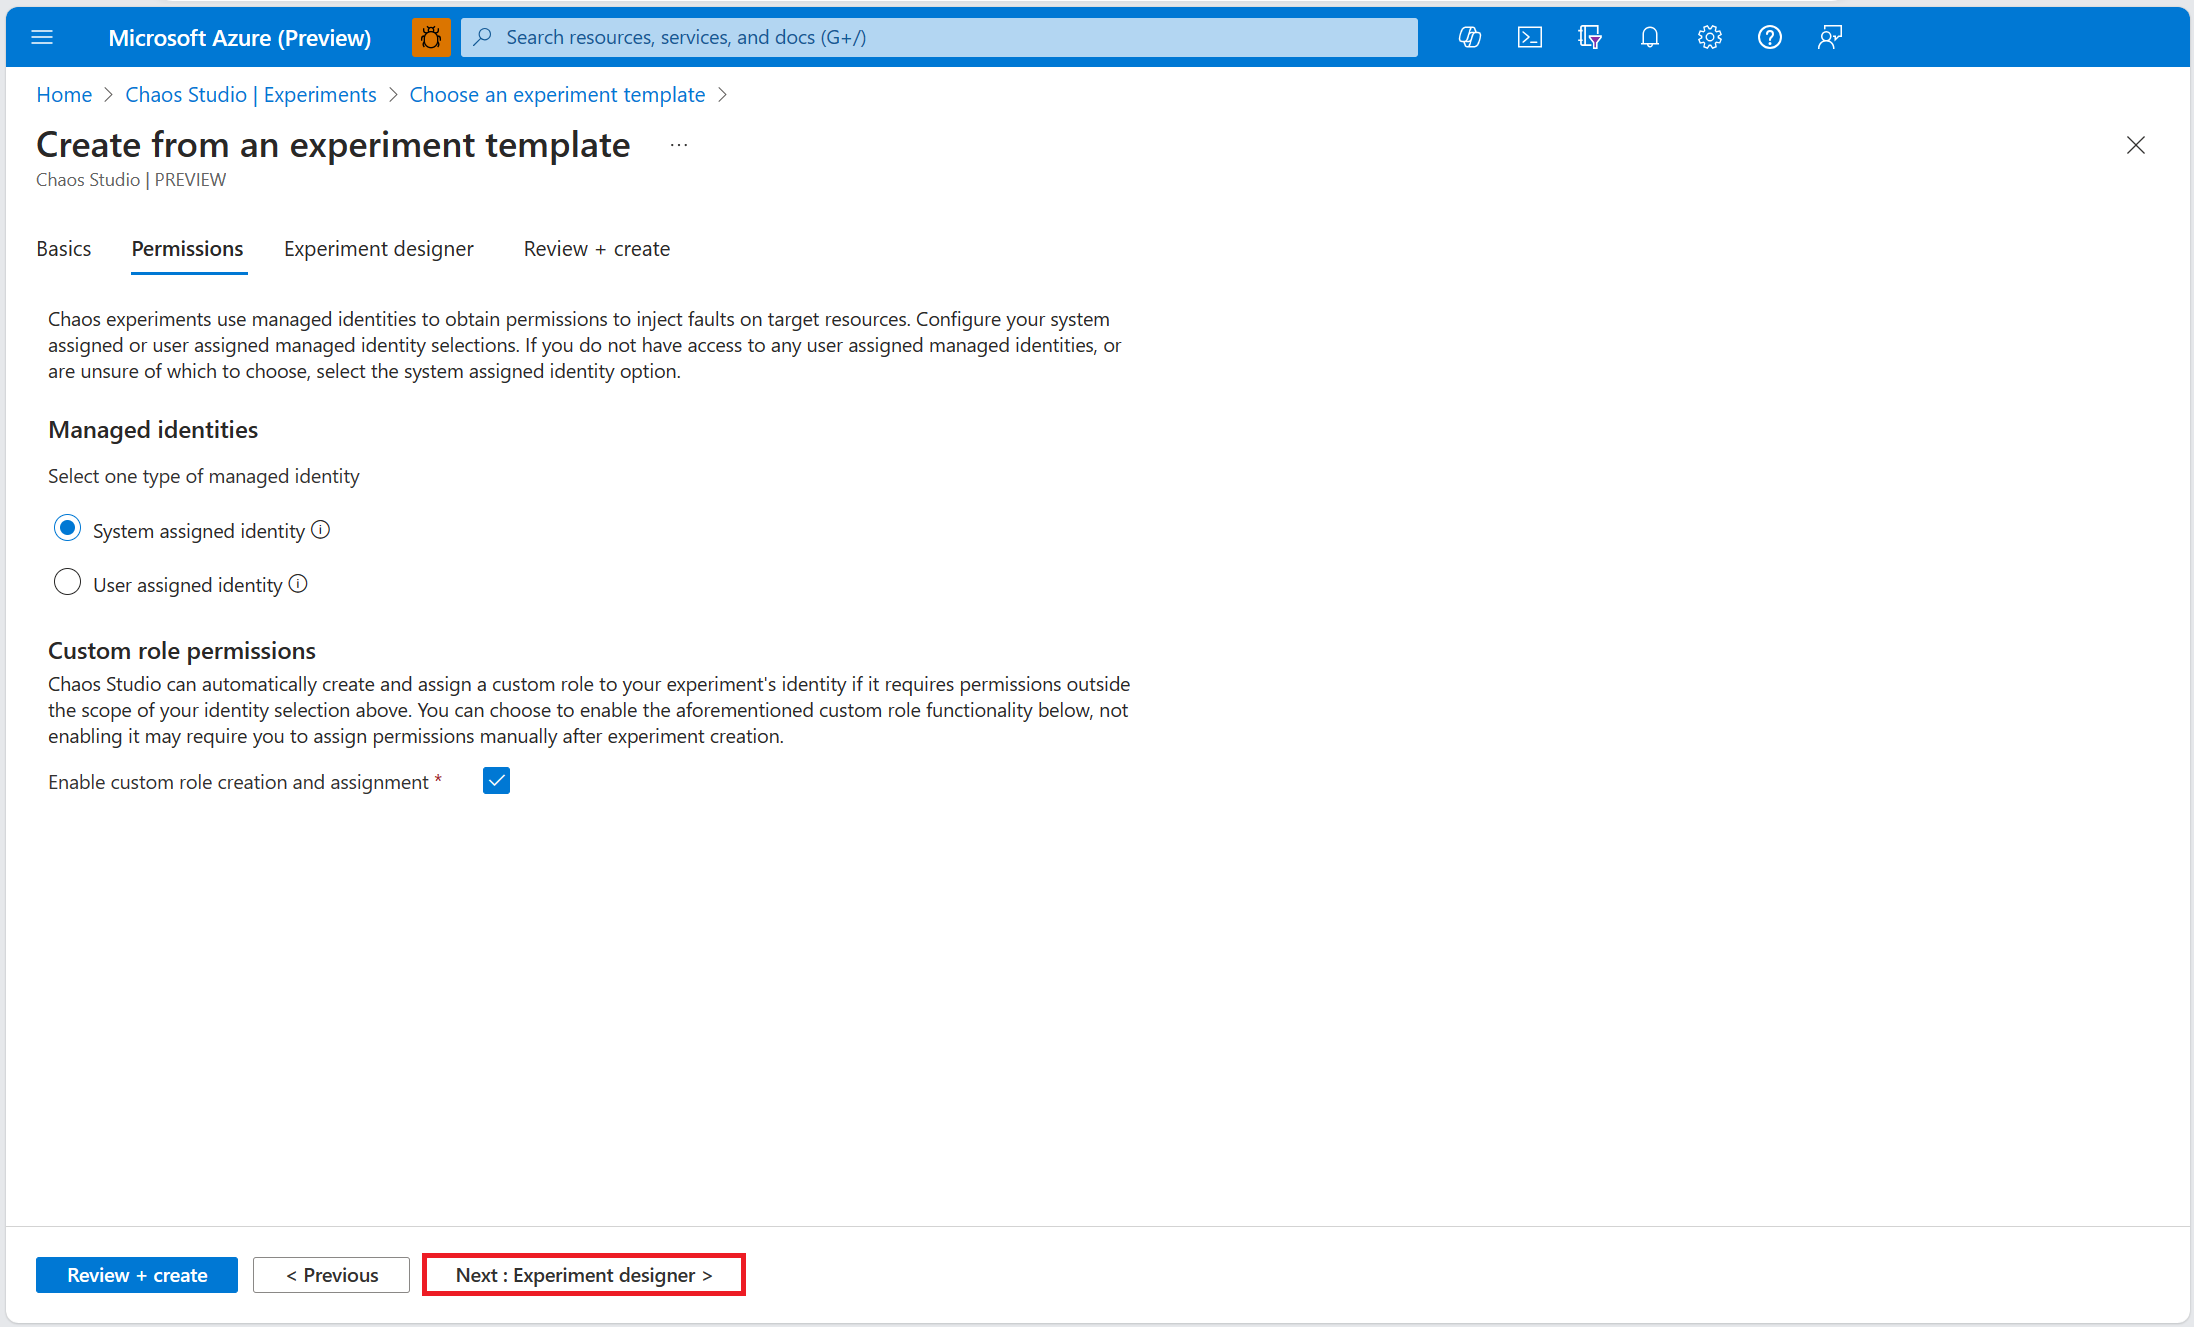 Microsoft Azure (Preview)
Search resources, services, and docs (G+/)
Home > Chaos Studio | Experiments > Choose an experiment template >
Create from an experiment template ...
Chaos Studio | PREVIEW
Basics Permissions Experiment designer Review + create
Chaos experiments use managed identities to obtain permissions to inject faults on target resources. Configure your system
assigned or user assigned managed identity selections. If you do not have access to any user assigned managed identities, or
are unsure of which to choose, select the system assigned identity option.
Managed identities
Select one type of managed identity
System assigned identity
User assigned identity
Custom role permissions
Chaos Studio can automatically create and assign a custom role to your experiment's identity if it requires permissions outside
the scope of your identity selection above. You can choose to enable the aforementioned custom role functionality below, not
enabling it may require you to assign permissions manually after experiment creation.
Enable custom role creation and assignment *
Review + create < Previous Next : Experiment designer >